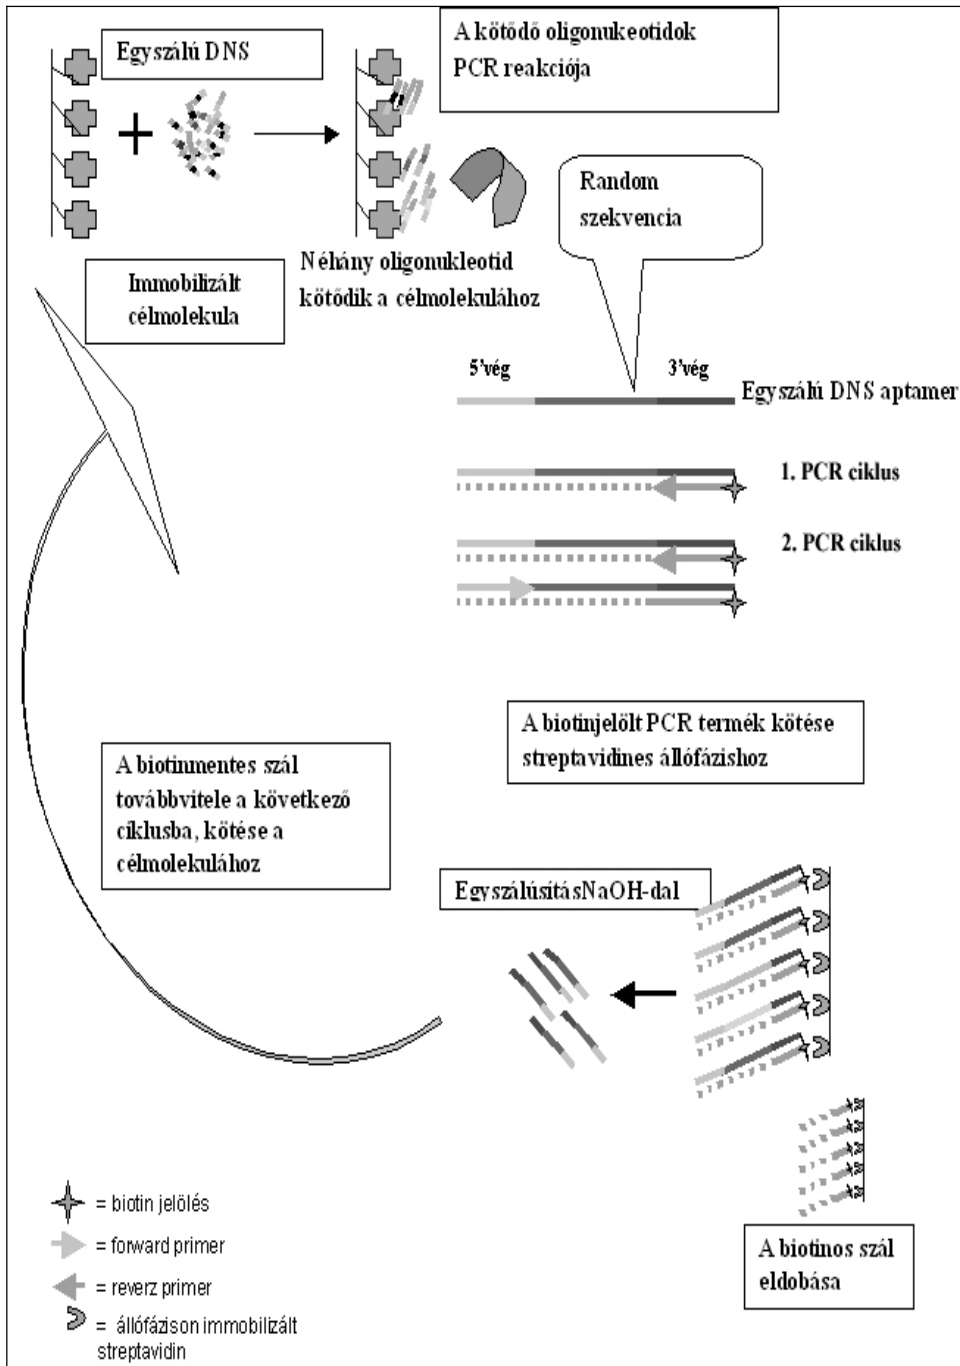 Egyszálú DNS
A kötődő oligonukeotidok
PCR reakciója
Random
szekvencia
Immobilizált
célmolekula
Néhány oligonukleotid
kötődik a célmolekulához
5'vég
3'vég
Egyszálú DNS aptamer
1. PCR ciklus
2. PCR ciklus
A biotinjelölt PCR termék kötése
streptavidines állófázishoz
A biotinmentes szál
továbbvitele a következő
ciklusba, kötése a
célmolekulához
EgyszálúsításNaOH-dal
= biotin jelölés
= forward primer
= reverz primer
= állófázison immobilizált
streptavidin
A biotinos szál
eldobása